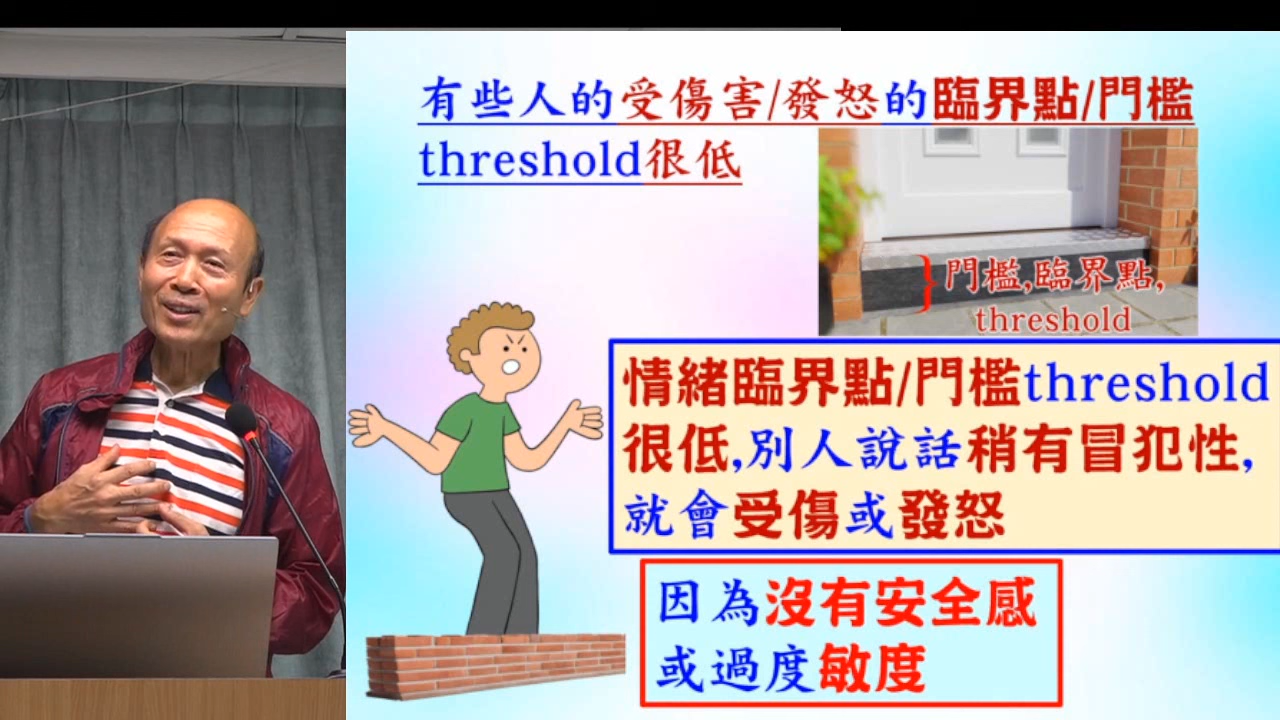 有些人的受傷害/發怒的臨界點/門檻
threshold很低
門檻,臨界點,
threshold
情緒臨界點/門檻threshold
很低,別人說話稍有冒犯性,
就會受傷或發怒
因為沒有安全感
或過度敏度